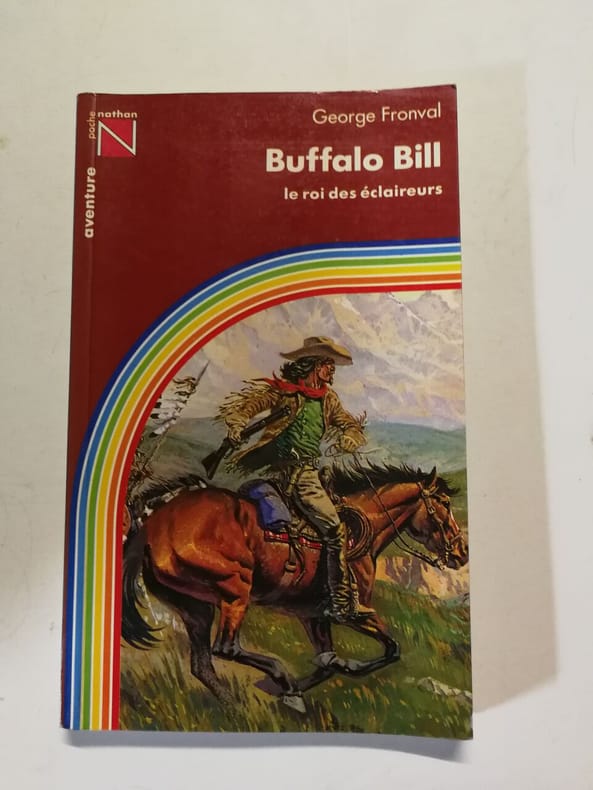 poche
nathan
N
aventure
George Fronval
Buffalo Bill
le roi des éclaireurs